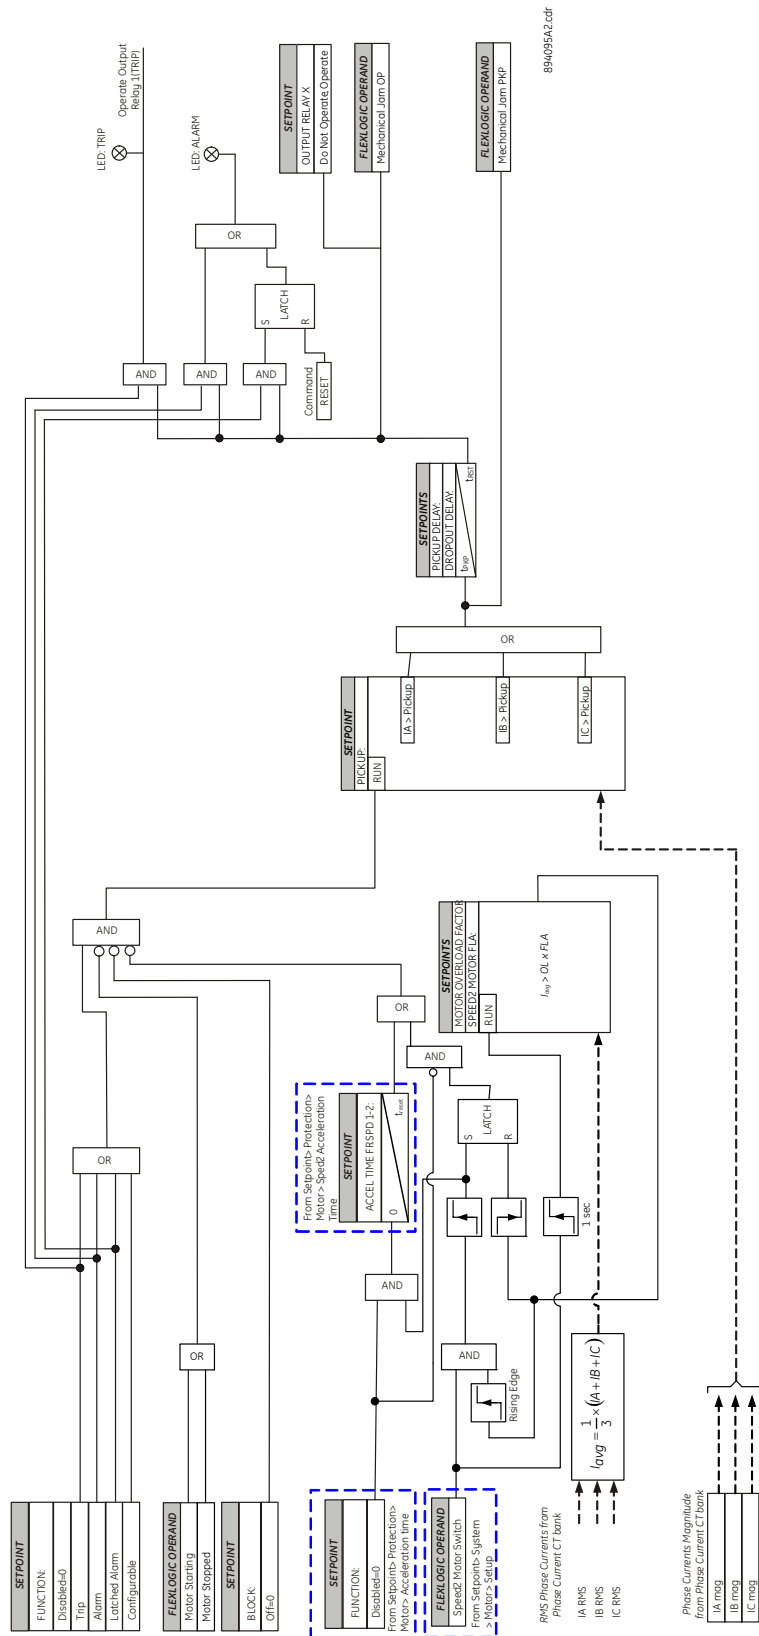 SETPOINT
FUNCTION:
Disabled=0
Trip
Alarm
Latched Alarm
Configurable
FLEXLOGIC OPERAND
Motor Starting
Motor Stopped
SETPOINT
BLOCK:
Off=0
SETPOINT
FUNCTION:
Disabled=0
From Setpoint> Protection>
Motor> Acceleration time
FLEXLOGIC OPERAND
Speed2 Motor Switch
From Setpoint> System
> Motor> Setup
RMS Phase Currents from
Phase Current CT bank
IA RMS
IB RMS
IC RMS
Phase Currents Magnitude
from Phase Current CT bank
IA mag
IB mag
IC mag
OR
OR
AND
AND
Rising Edge
Iavg = 1/3 × (IA + IB + IC)
From Setpoint> Protection>
Motor > Sped2 Acceleration
Time
SETPOINT
ACCEL TIME FRSPD 1-2:
0
treset
1 sec
S
LATCH
R
AND
OR
AND
SETPOINTS
MOTOR OVERLOAD FACTOR
SPEED2 MOTOR FLA:
RUN
Iavg > OL x FLA
SETPOINT
PICKUP:
RUN
IA > Pickup
IB > Pickup
IC > Pickup
OR
SETPOINTS
PICKUP DELAY:
DROPOUT DELAY:
tPKP
tRST
AND
AND
AND
Command
RESET
S
LATCH
R
OR
LED: TRIP
Operate Output
Relay 1 (TRIP)
LED: ALARM
SETPOINT
OUTPUT RELAY X
Do Not Operate, Operate
FLEXLOGIC OPERAND
Mechanical Jam OP
FLEXLOGIC OPERAND
Mechanical Jam PKP
894095A2.cdr